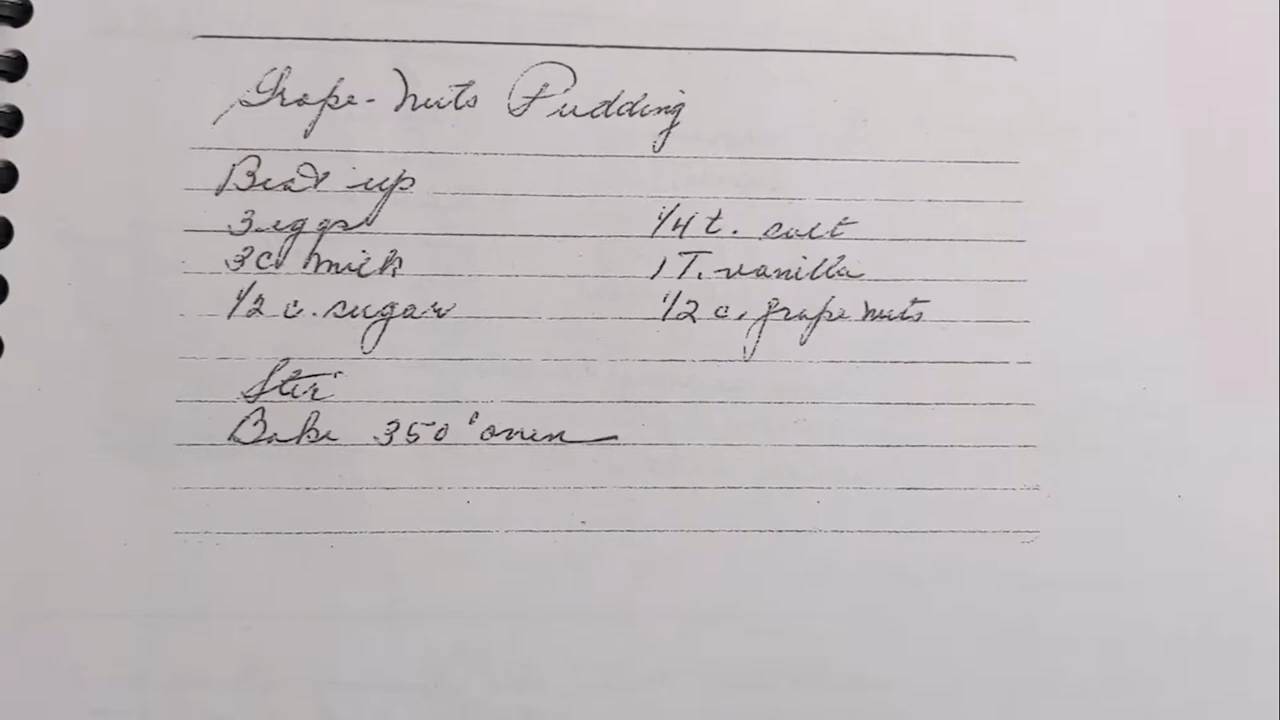 Grape-Nuts Pudding
Beat up
3 eggs 1/4 t. salt
3 c. milk 1 T. vanilla
1/2 c. sugar 1/2 c. grape nuts
Stir
Bake 350° oven